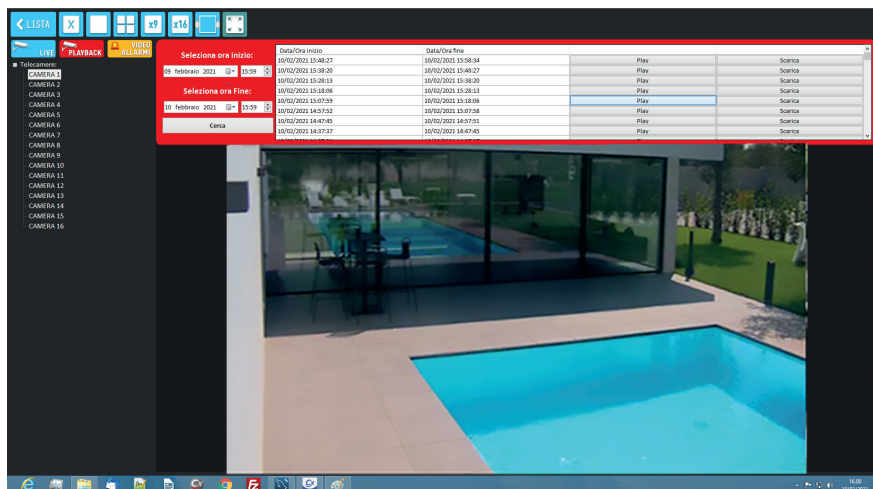 LISTA X x9 x16
LIVE PLAYBACK VIDEO ALLARMI
Telecamere:
CAMERA 1
CAMERA 2
CAMERA 3
CAMERA 4
CAMERA 5
CAMERA 6
CAMERA 7
CAMERA 8
CAMERA 9
CAMERA 10
CAMERA 11
CAMERA 12
CAMERA 13
CAMERA 14
CAMERA 15
CAMERA 16
Seleziona ora inizio:
09 febbraio 2021 15:59
Seleziona ora Fine:
10 febbraio 2021 15:59
Cerca
Data/Ora inizio Data/Ora fine
10/02/2021 15:48:27 10/02/2021 15:58:34 Play Scarica
10/02/2021 15:38:20 10/02/2021 15:48:27 Play Scarica
10/02/2021 15:28:13 10/02/2021 15:38:20 Play Scarica
10/02/2021 15:18:06 10/02/2021 15:28:13 Play Scarica
10/02/2021 15:07:59 10/02/2021 15:18:06 Play Scarica
10/02/2021 14:57:52 10/02/2021 15:07:58 Play Scarica
10/02/2021 14:47:45 10/02/2021 14:57:51 Play Scarica
10/02/2021 14:37:37 10/02/2021 14:47:45 Play Scarica
16.00